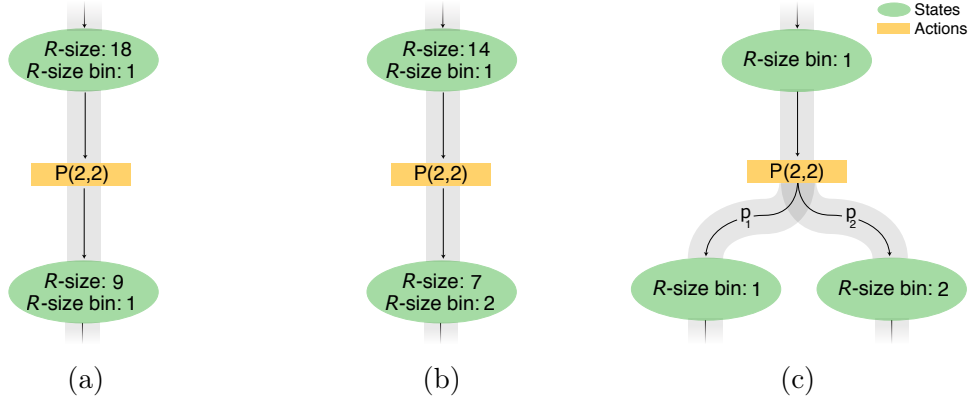 States
Actions
R-size: 18
R-size bin: 1
P(2,2)
R-size: 9
R-size bin: 1
(a)
R-size: 14
R-size bin: 1
P(2,2)
R-size: 7
R-size bin: 2
(b)
R-size bin: 1
P(2,2)
p1
p2
R-size bin: 1
R-size bin: 2
(c)